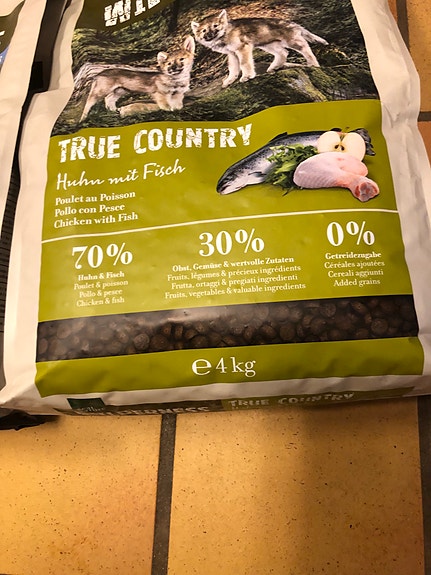 TRUE COUNTRY
Huhn mit Fisch
Poulet au Poisson
Pollo con Pesce
Chicken with Fish
70%
Huhn & Fisch
Poulet & poisson
Pollo & pesce
Chicken & fish
30%
Obst, Gemüse & wertvolle Zutaten
Fruits, légumes & précieux ingrédients
Frutta, ortaggi & pregiati ingredienti
Fruits, vegetables & valuable ingredients
0%
Getreidezugabe
Céréales ajoutées
Cereali aggiunti
Added grains
℮ 4 kg
TRUE COUNTRY